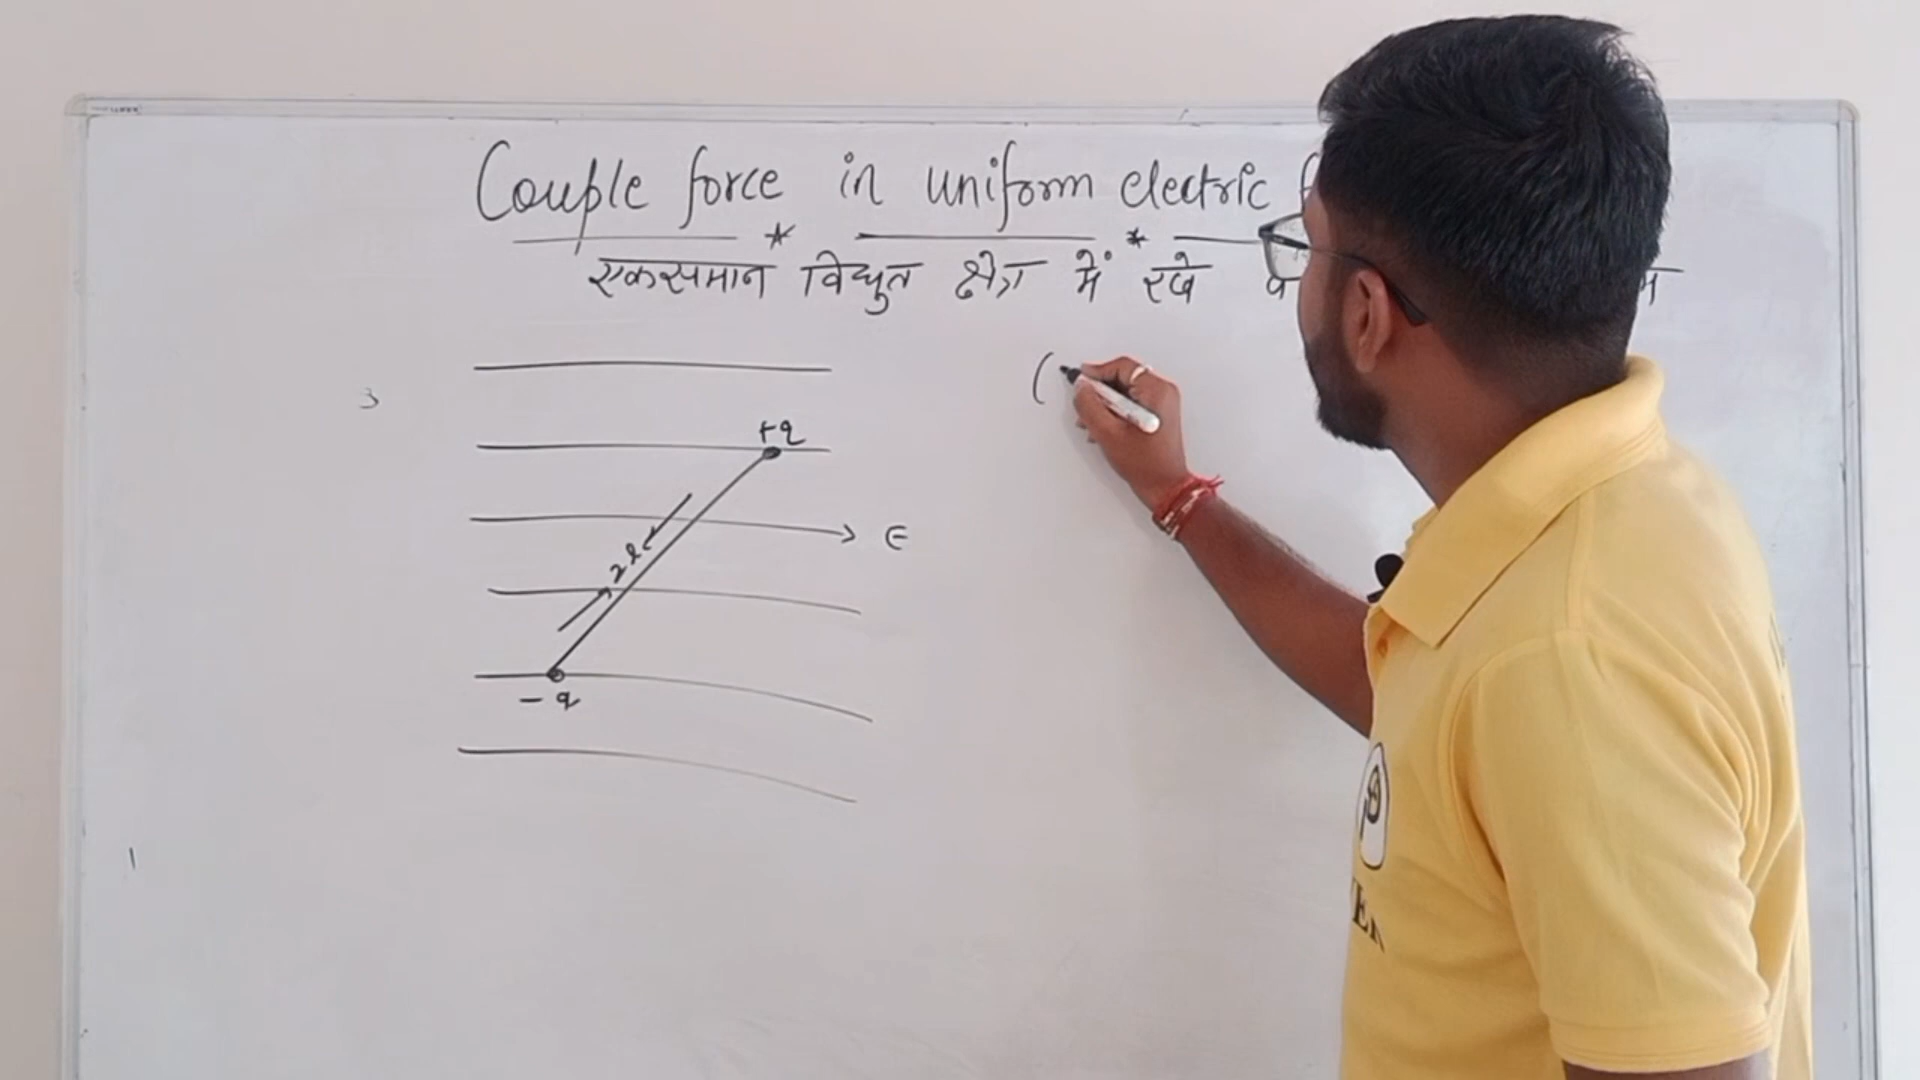 Couple force in uniform electric
एकसमान विद्युत क्षेत्र में रखे
+q
2l
E
- q